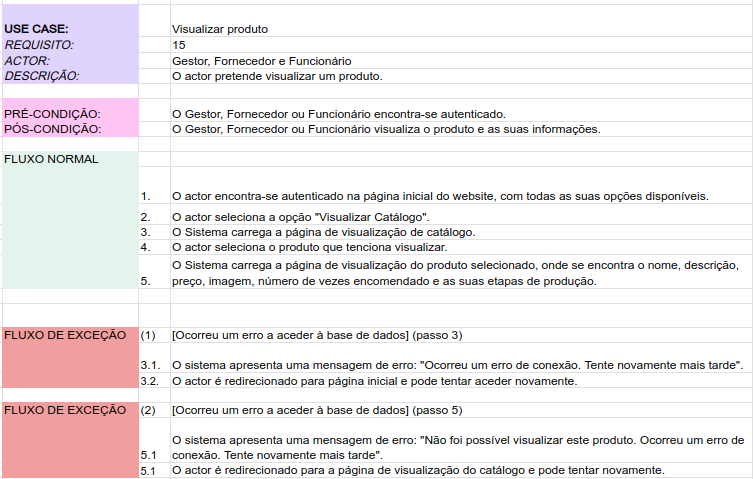 USE CASE: Visualizar produto
REQUISITO: 15
ACTOR: Gestor, Fornecedor e Funcionário
DESCRIÇÃO: O actor pretende visualizar um produto.
PRÉ-CONDIÇÃO: O Gestor, Fornecedor ou Funcionário encontra-se autenticado.
PÓS-CONDIÇÃO: O Gestor, Fornecedor ou Funcionário visualiza o produto e as suas informações.
FLUXO NORMAL
1. O actor encontra-se autenticado na página inicial do website, com todas as suas opções disponíveis.
2. O actor seleciona a opção "Visualizar Catálogo".
3. O Sistema carrega a página de visualização de catálogo.
4. O actor seleciona o produto que tenciona visualizar.
O Sistema carrega a página de visualização do produto selecionado, onde se encontra o nome, descrição,
5. preço, imagem, número de vezes encomendado e as suas etapas de produção.
FLUXO DE EXCEÇÃO (1) [Ocorreu um erro a aceder à base de dados] (passo 3)
3.1. O sistema apresenta uma mensagem de erro: "Ocorreu um erro de conexão. Tente novamente mais tarde".
3.2. O actor é redirecionado para página inicial e pode tentar aceder novamente.
FLUXO DE EXCEÇÃO (2) [Ocorreu um erro a aceder à base de dados] (passo 5)
O sistema apresenta uma mensagem de erro: "Não foi possível visualizar este produto. Ocorreu um erro de
5.1 conexão. Tente novamente mais tarde".
5.1 O actor é redirecionado para a página de visualização do catálogo e pode tentar novamente.